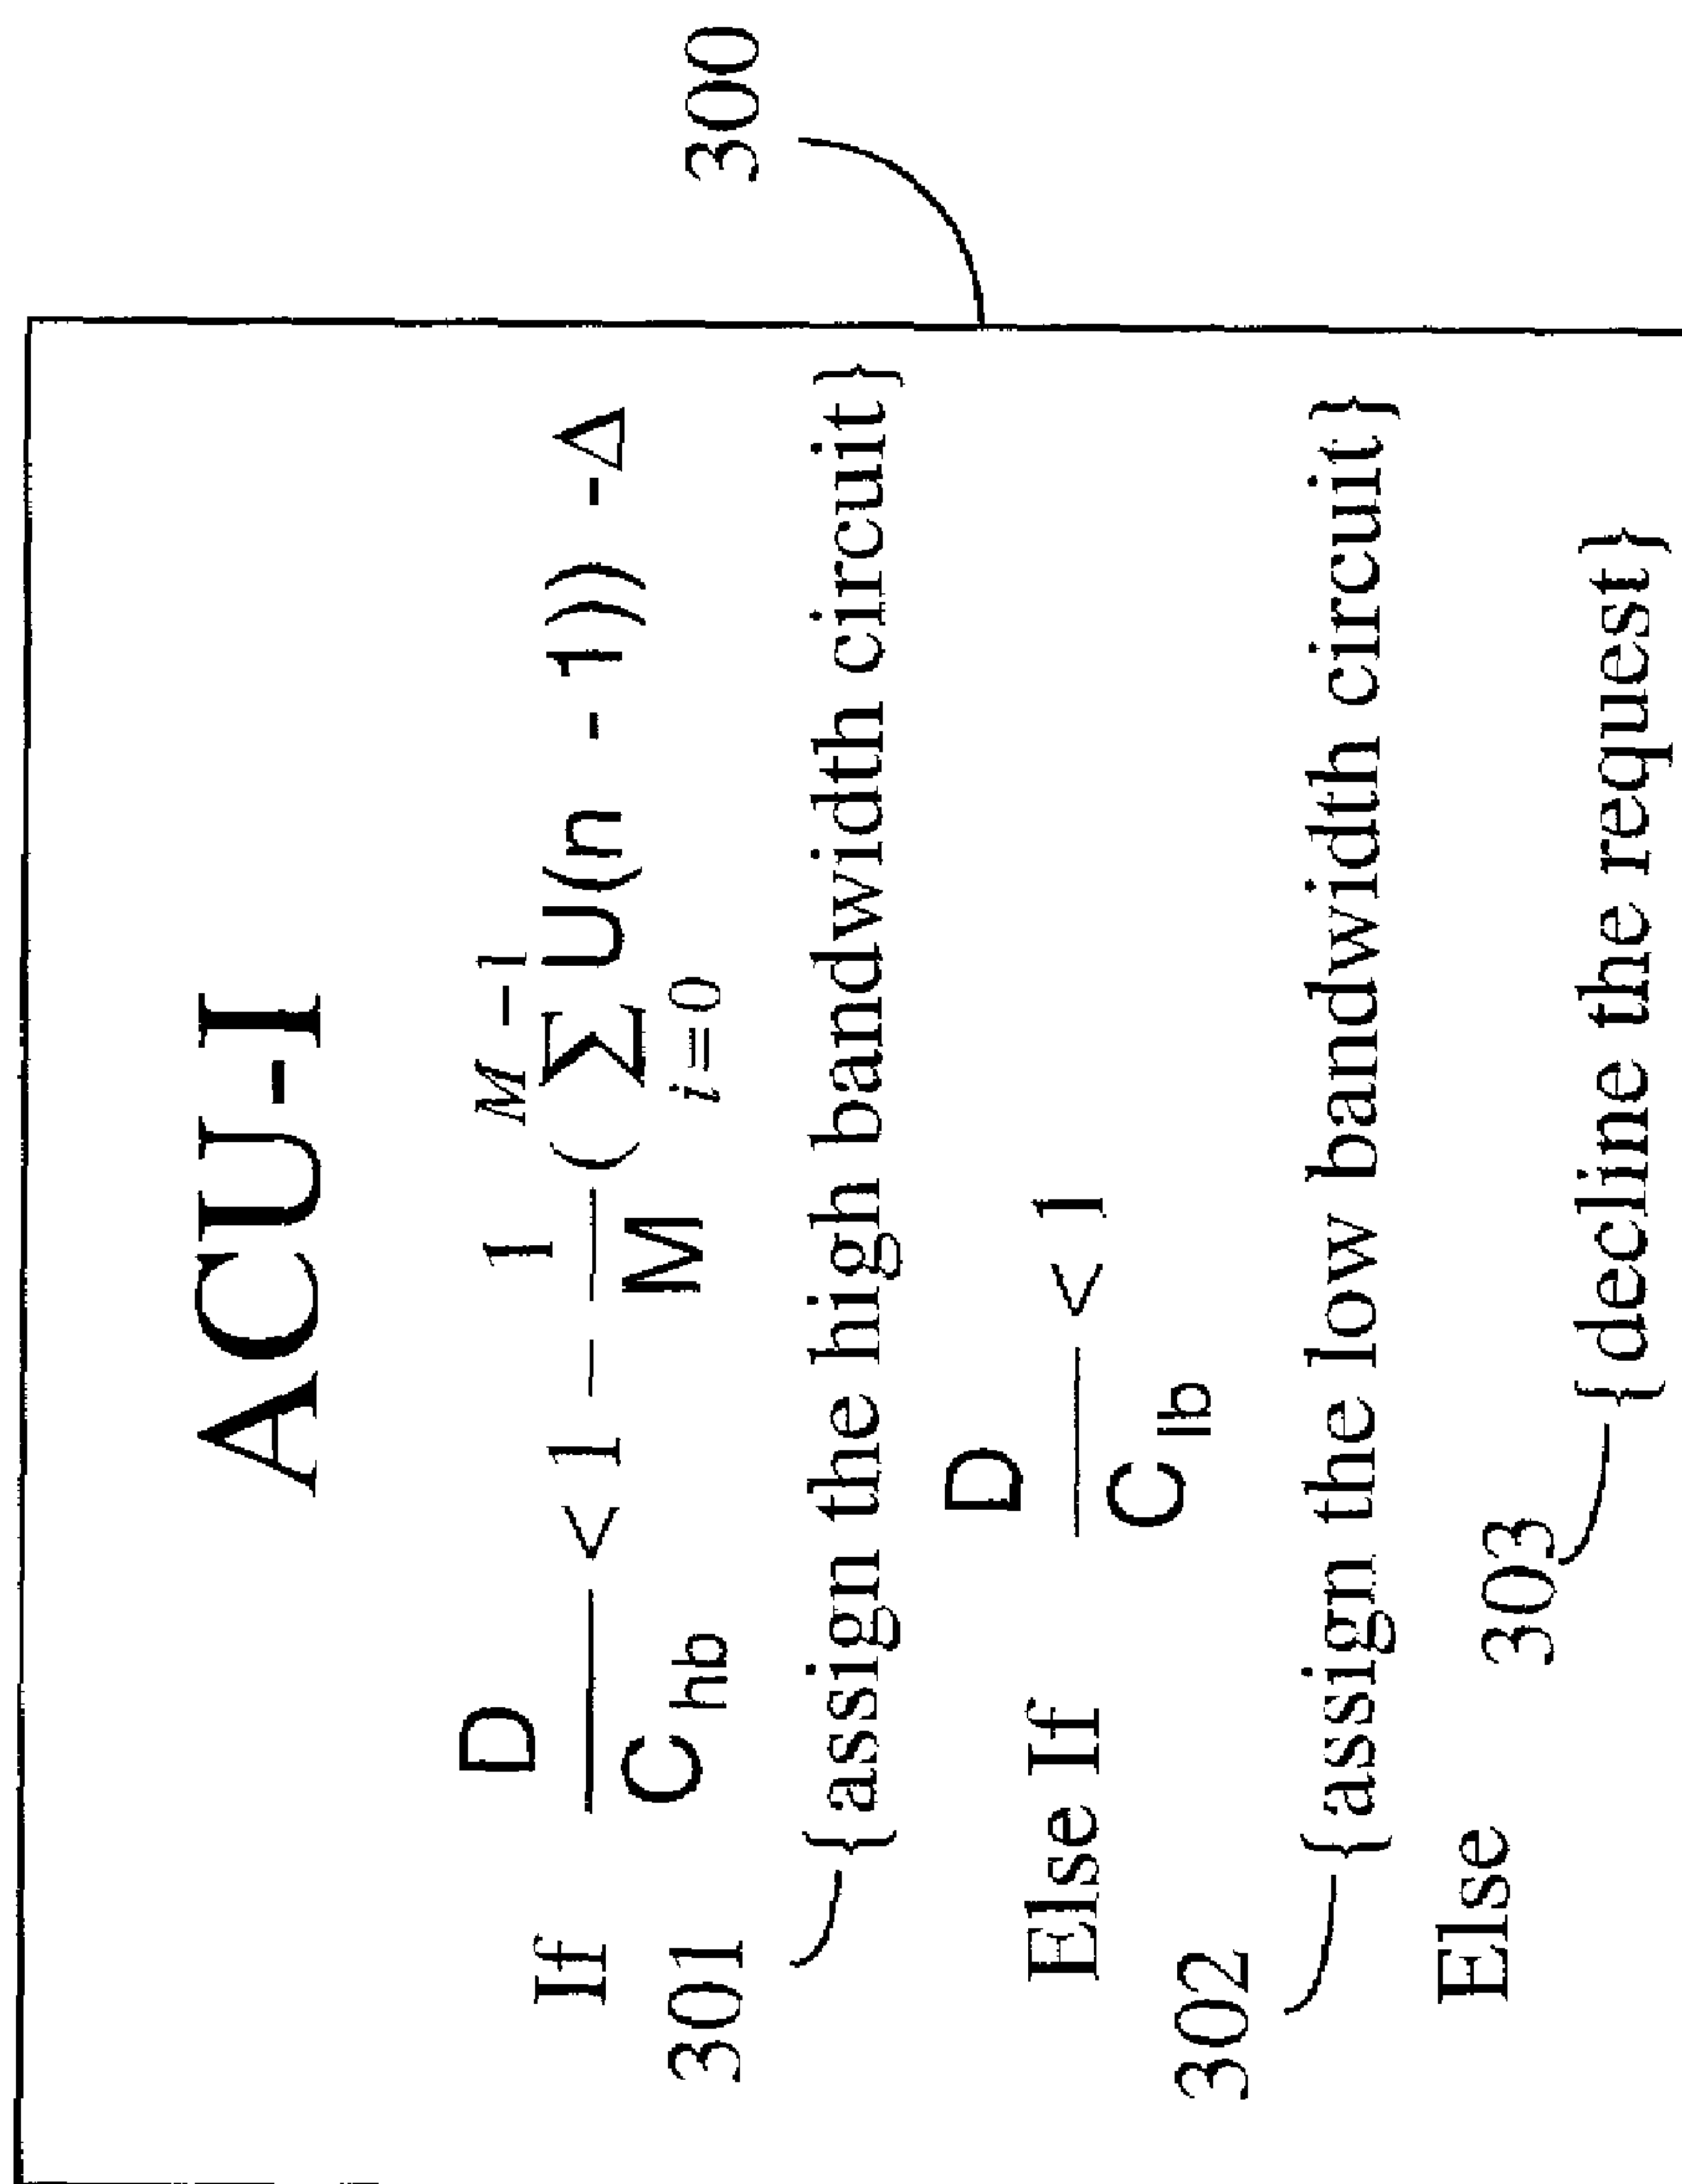 300
ACU-I
If D/C_hb < 1 - 1/M (∑_{i=0}^{M-1} U(n - 1)) -Δ
301 {assign the high bandwidth circuit}
Else If D/C_lb < 1
302 {assign the low bandwidth circuit}
Else 303 {decline the request}